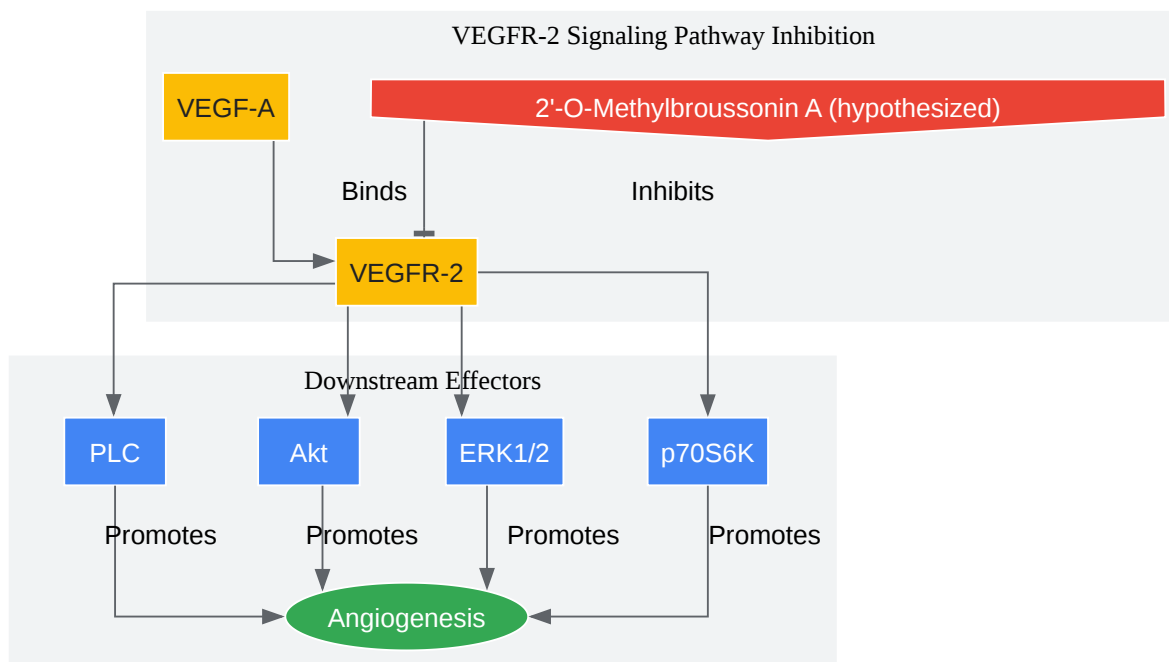 VEGFR-2 Signaling Pathway Inhibition
VEGF-A
2'-O-Methylbroussonin A (hypothesized)
Binds
Inhibits
VEGFR-2
Downstream Effectors
PLC
Akt
ERK1/2
p70S6K
Promotes
Promotes
Promotes
Promotes
Angiogenesis